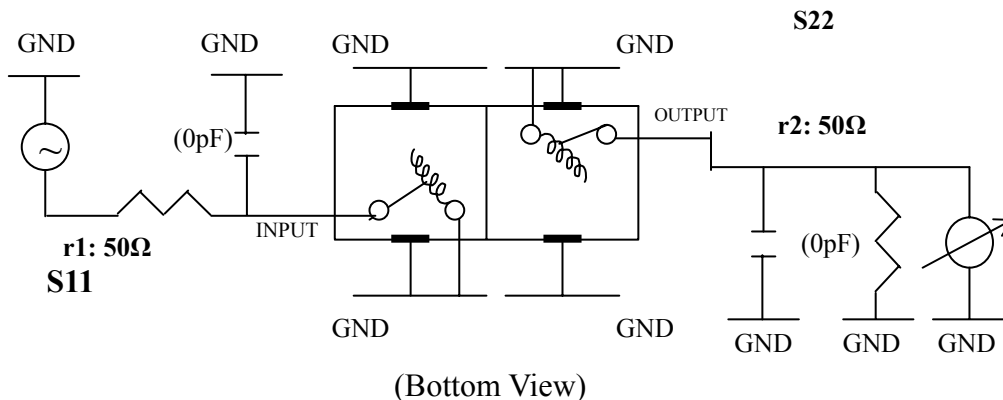 S22
GND GND GND GND
(0pF)
OUTPUT
r2: 50Ω
~
INPUT
(0pF)
r1: 50Ω
S11
GND GND
GND GND GND
(Bottom View)